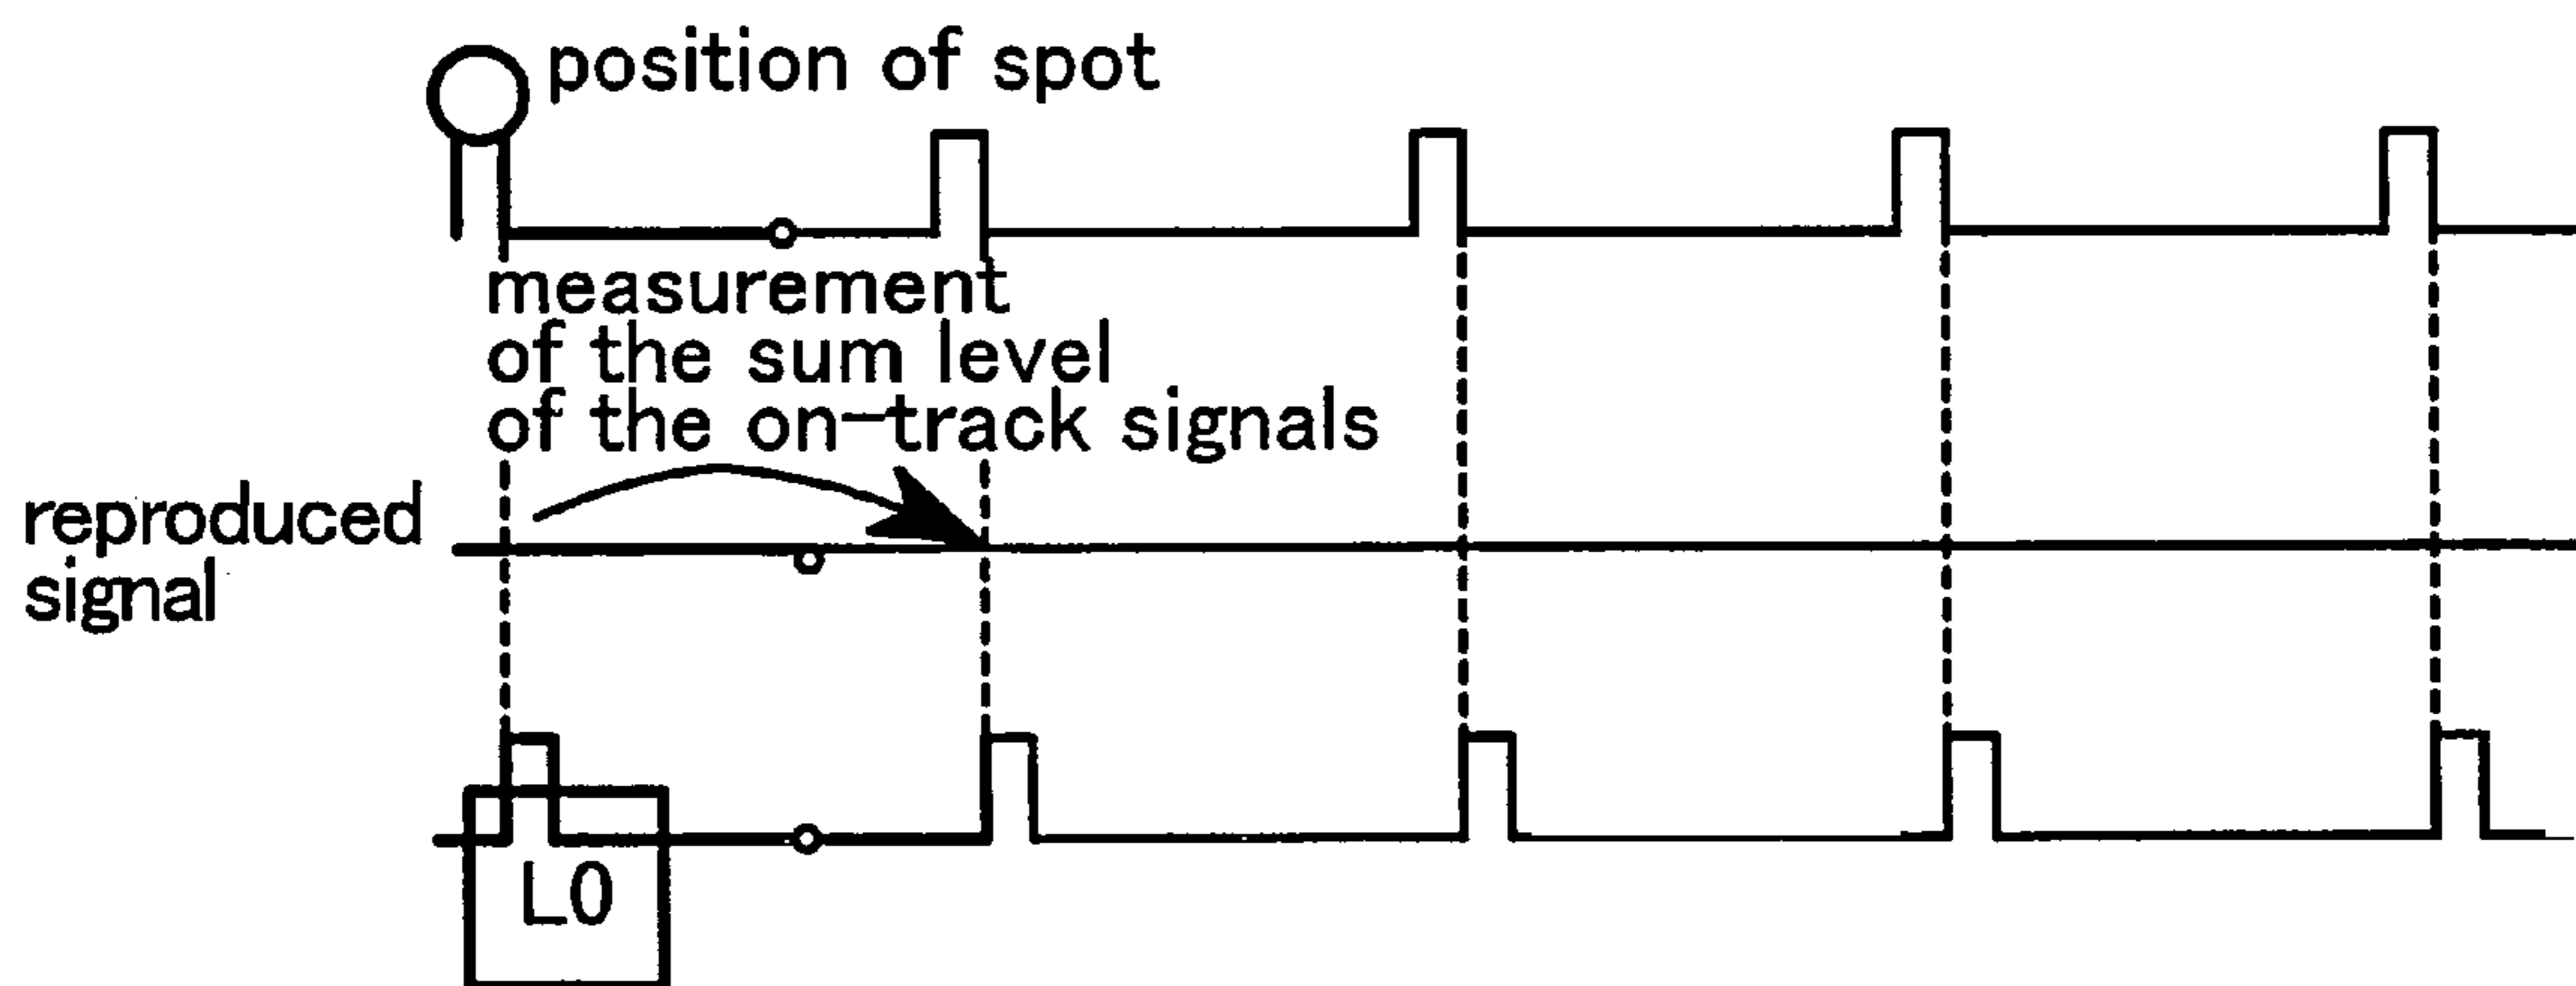 position of spot
measurement
of the sum level
of the on-track signals
reproduced
signal
L0